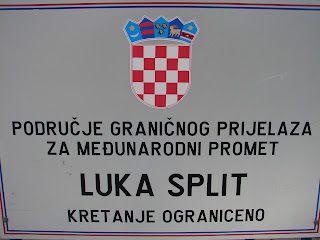 PODRUČJE GRANIČNOG PRIJELAZA
ZA MEĐUNARODNI PROMET
LUKA SPLIT
KRETANJE OGRANICENO